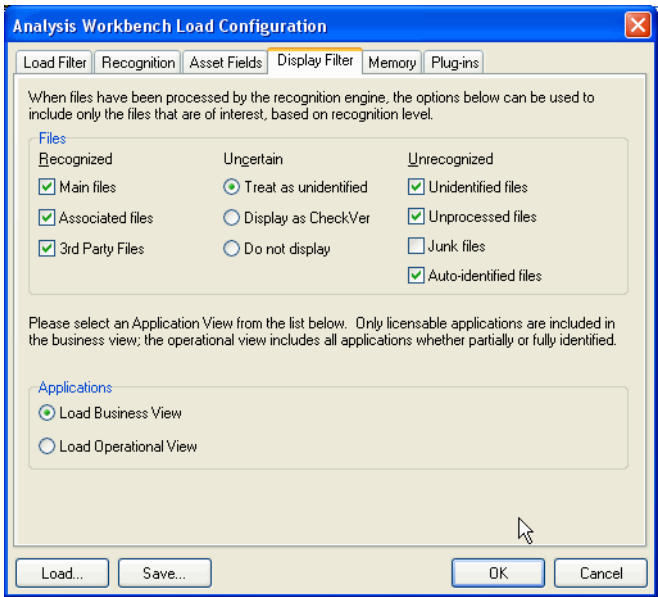 Analysis Workbench Load Configuration
Load Filter Recognition Asset Fields Display Filter Memory Plug-ins
When files have been processed by the recognition engine, the options below can be used to
include only the files that are of interest, based on recognition level.
Files
Recognized Uncertain Unrecognized
Main files Treat as unidentified Unidentified files
Associated files Display as CheckVer Unprocessed files
3rd Party Files Do not display Junk files
Auto-identified files
Please select an Application View from the list below. Only licensable applications are included in
the business view; the operational view includes all applications whether partially or fully identified.
Applications
Load Business View
Load Operational View
Load... Save... OK Cancel